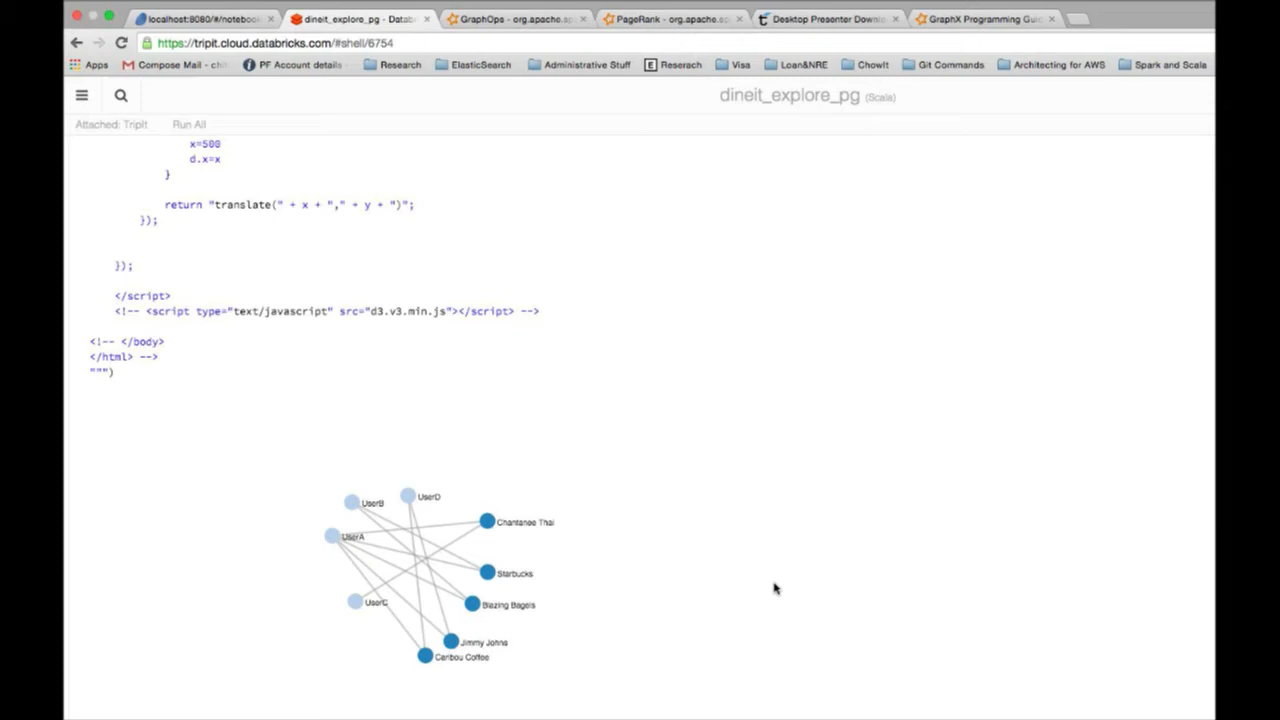 localhost:8080/#/notebook
dineit_explore_pg - Datab
GraphOps - org.apache.sp
PageRank - org.apache.sp
Desktop Presenter Downl
GraphX Programming Gui
https://tripit.cloud.databricks.com/#shell/6754
Apps
Compose Mail - chi
PF Account details
Research
ElasticSearch
Administrative Stuff
Reserach
Visa
Loan&NRE
ChowIt
Git Commands
Architecting for AWS
Spark and Scala
dineit_explore_pg (Scala)
Attached: TripIt
Run All
x=500
d.x=x
}
return "translate(" + x + "," + y + ")";
});
});
</script>
<!-- <script type="text/javascript" src="d3.v3.min.js"></script> -->
<!-- </body>
</html> -->
""")
UserB
UserD
Chantanee Thai
UserA
Starbucks
UserC
Blazing Bagels
Jimmy Johns
Caribou Coffee